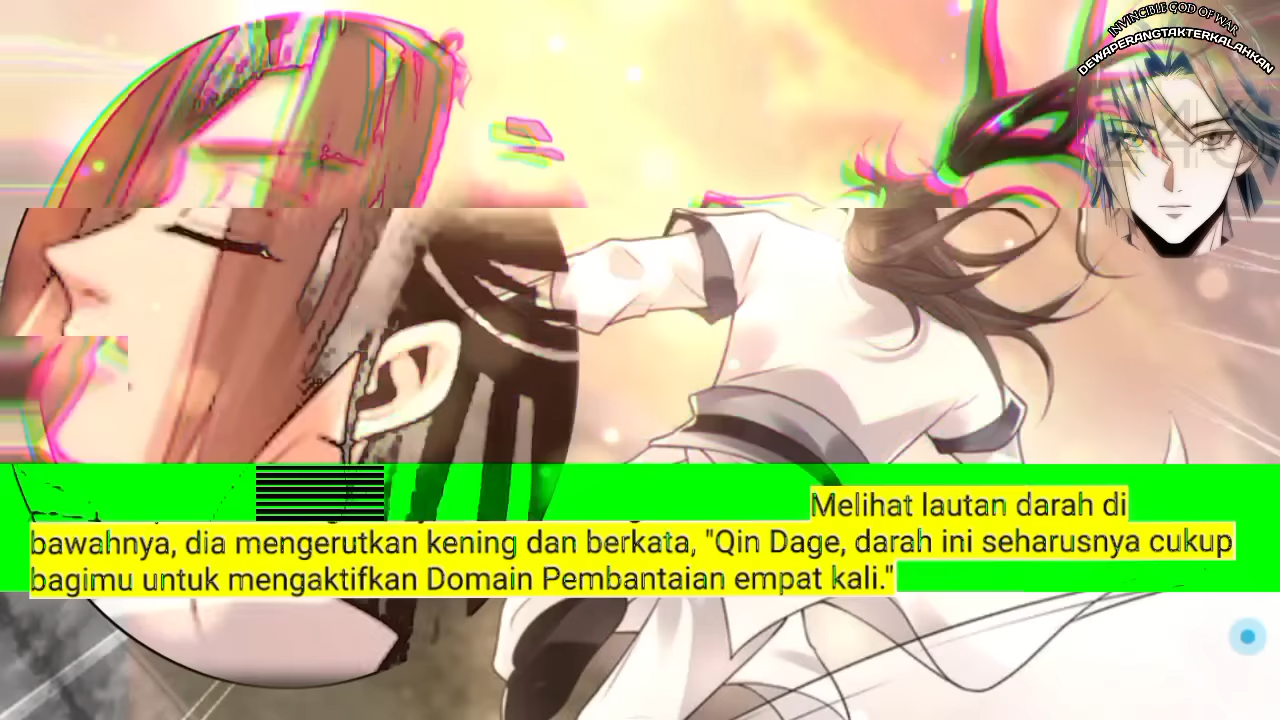 INVINCIBLE GOD OF WAR
DEWAPERANGTAKTERKALAHKAN
Melihat lautan darah di
bawahnya, dia mengerutkan kening dan berkata, "Qin Dage, darah ini seharusnya cukup
bagimu untuk mengaktifkan Domain Pembantaian empat kali."